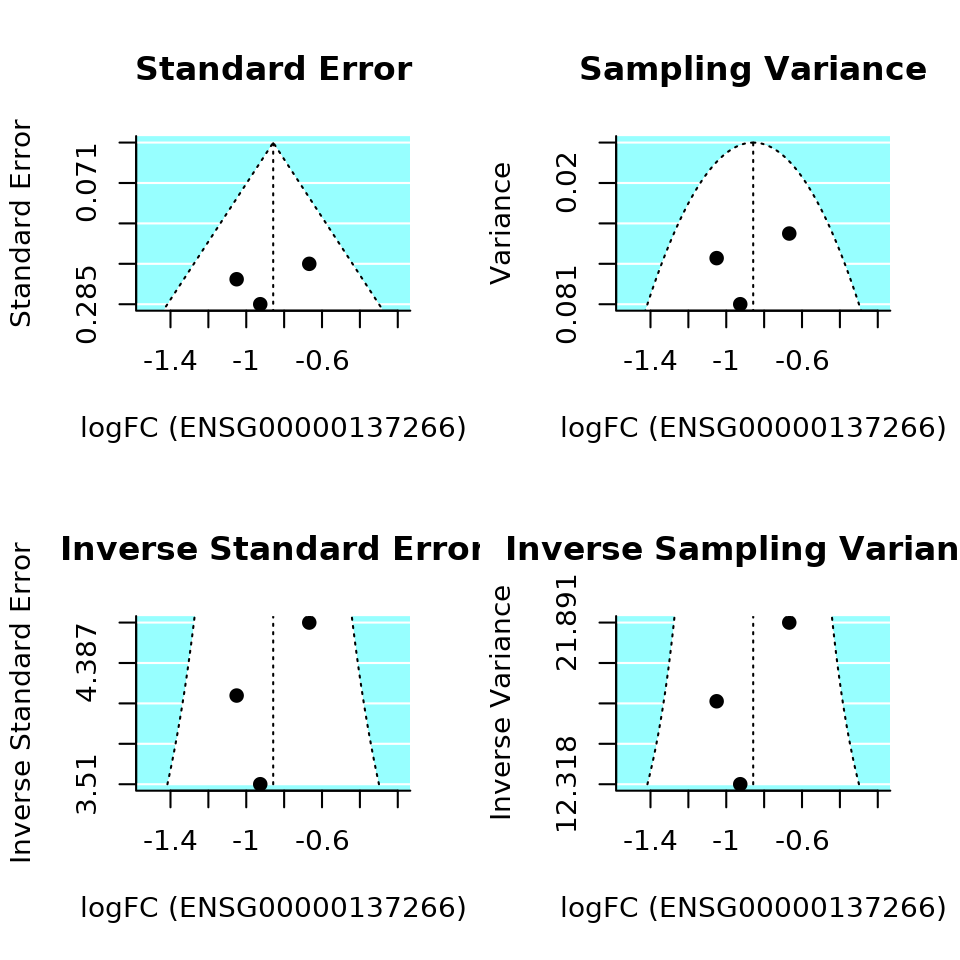 Standard Error
Standard Error
0.071
0.285
-1.4 -1 -0.6
logFC (ENSG00000137266)
Sampling Variance
Variance
0.02
0.081
-1.4 -1 -0.6
logFC (ENSG00000137266)
Inverse Standard Error
Inverse Standard Error
4.387
3.51
-1.4 -1 -0.6
logFC (ENSG00000137266)
Inverse Sampling Varian
Inverse Variance
21.891
12.318
-1.4 -1 -0.6
logFC (ENSG00000137266)